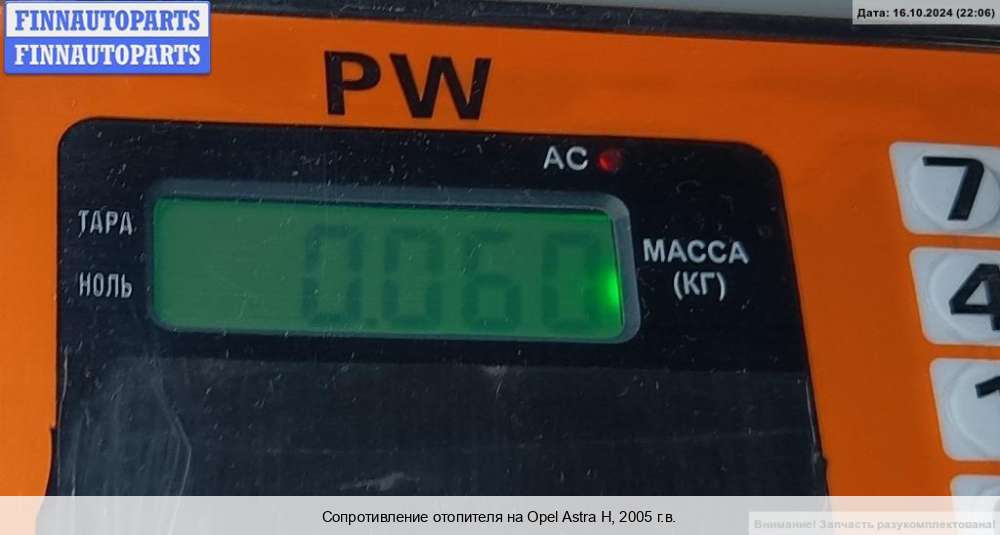 FINNAUTOPARTS
FINNAUTOPARTS
Дата: 16.10.2024 (22:06)
PW
AC
7
ТАРА
0.060
МАССА
(КГ)
НОЛЬ
4
1
Сопротивление отопителя на Opel Astra H, 2005 г.в.
Внимание! Запчасть разукомплектована!